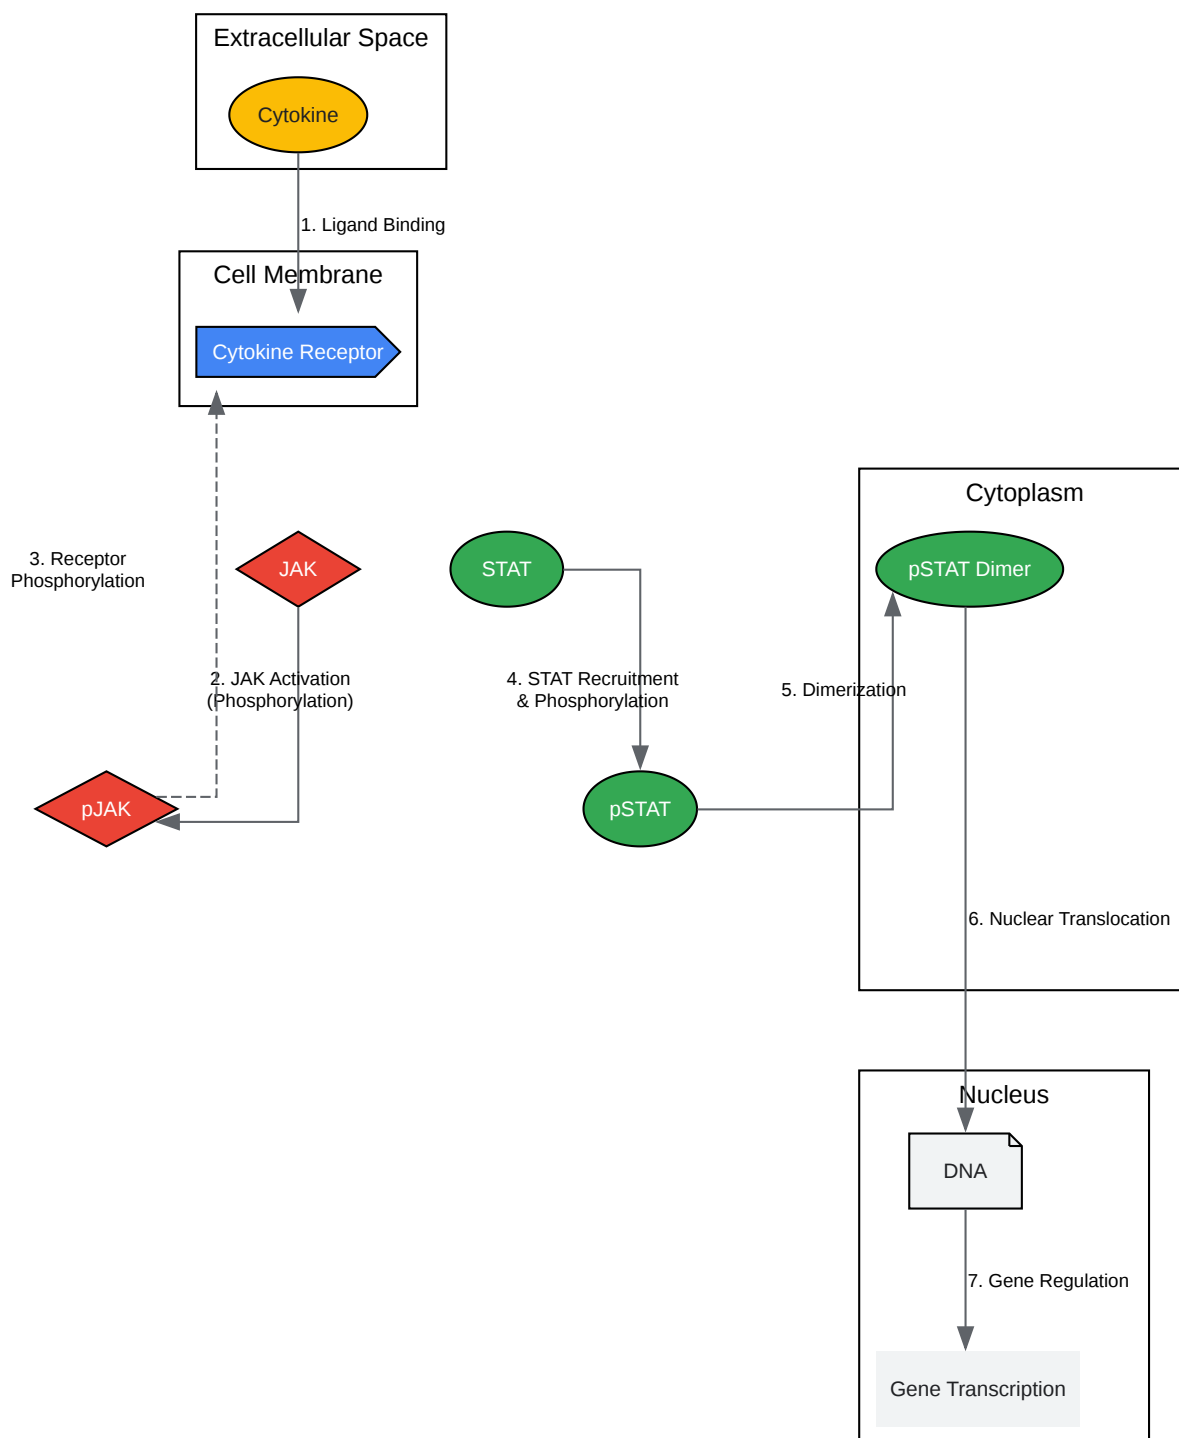 Extracellular Space
Cytokine
1. Ligand Binding
Cell Membrane
Cytokine Receptor
Cytoplasm
3. Receptor
Phosphorylation
JAK
STAT
pSTAT Dimer
2. JAK Activation
(Phosphorylation)
4. STAT Recruitment
& Phosphorylation
5. Dimerization
pJAK
pSTAT
6. Nuclear Translocation
Nucleus
DNA
7. Gene Regulation
Gene Transcription